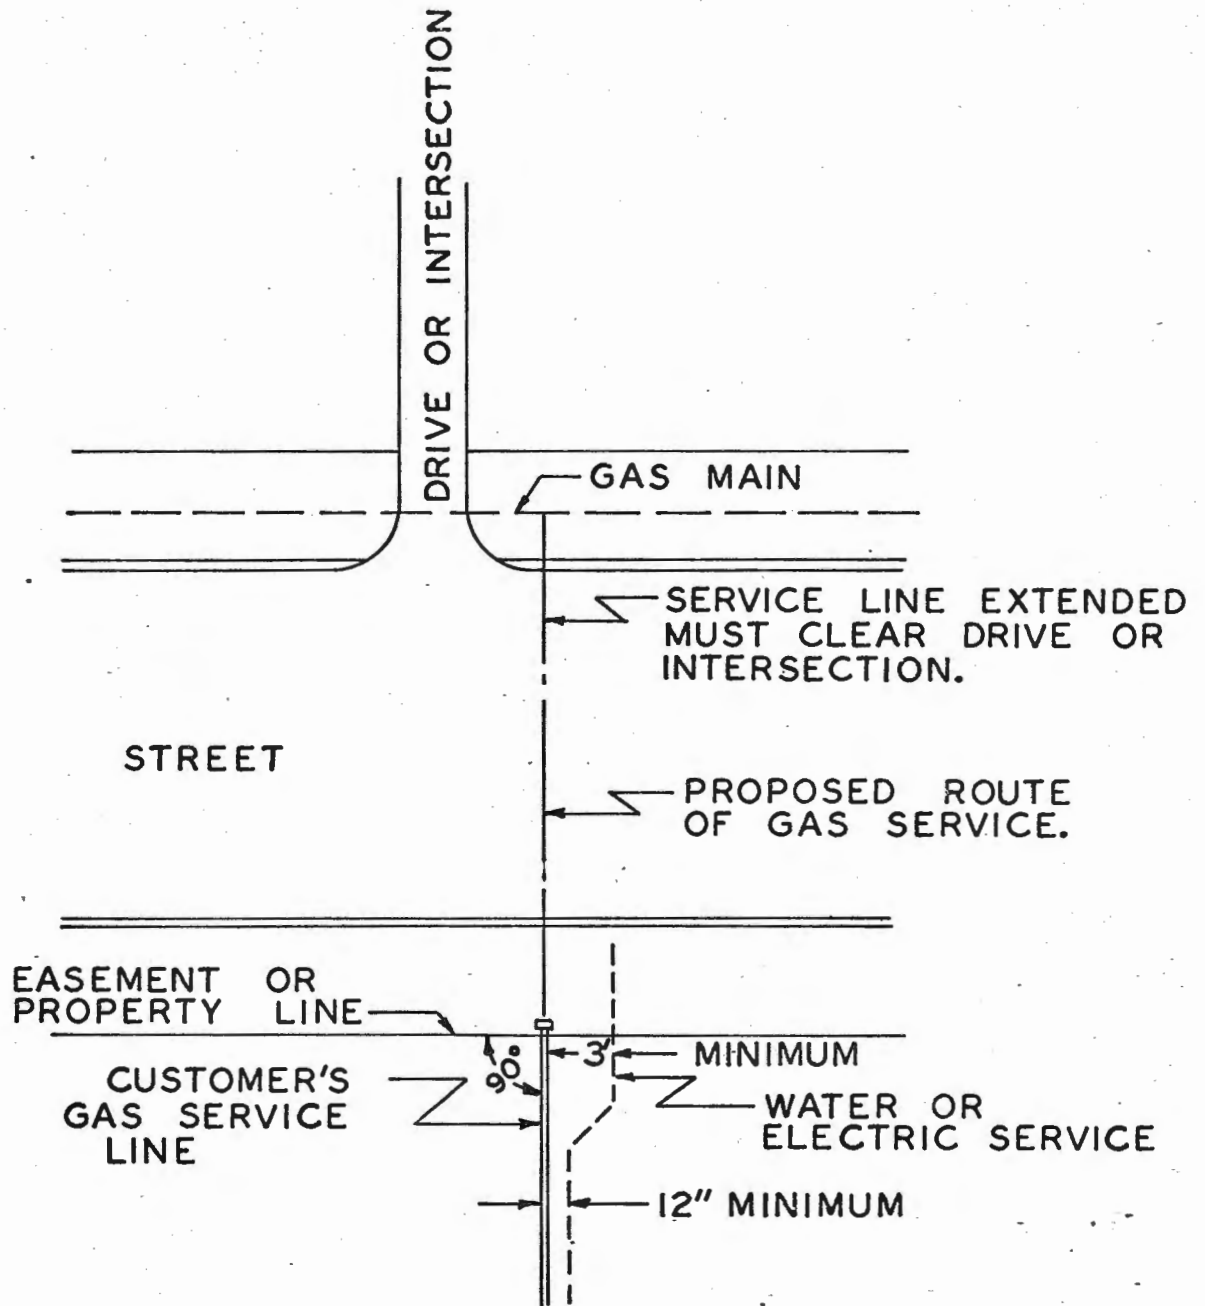 DRIVE OR INTERSECTION
GAS MAIN
SERVICE LINE EXTENDED
MUST CLEAR DRIVE OR
INTERSECTION.
STREET
PROPOSED ROUTE
OF GAS SERVICE.
EASEMENT OR
PROPERTY LINE
90°
3'
MINIMUM
CUSTOMER'S
GAS SERVICE
LINE
WATER OR
ELECTRIC SERVICE
12" MINIMUM